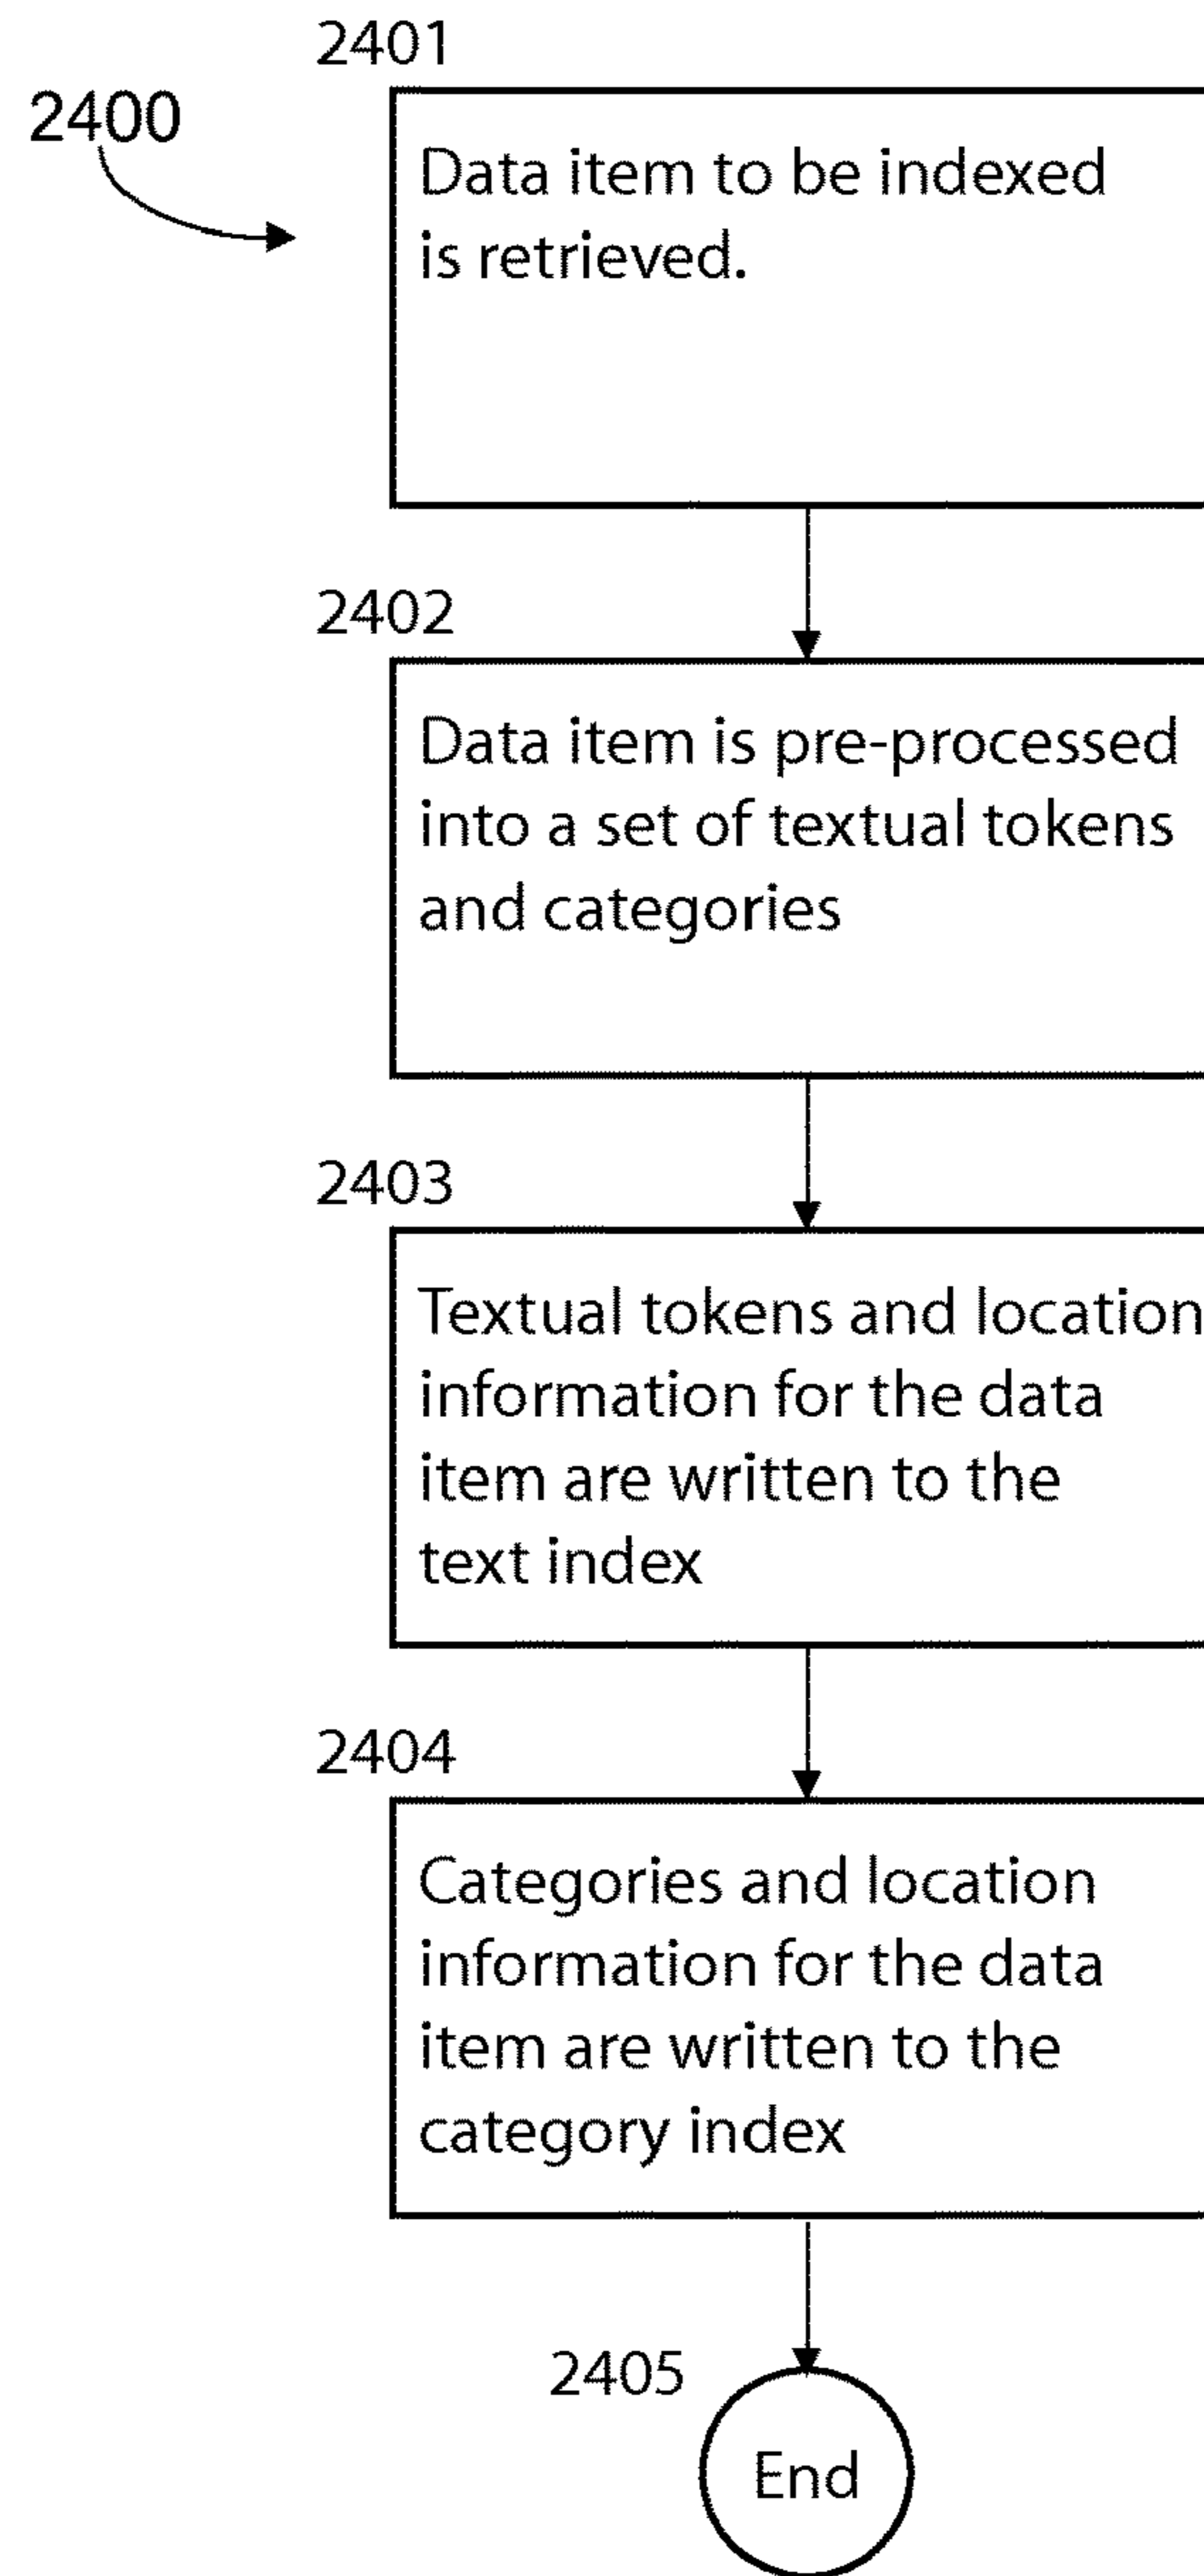 2401
2400
Data item to be indexed
is retrieved.
2402
Data item is pre-processed
into a set of textual tokens
and categories
2403
Textual tokens and location
information for the data
item are written to the
text index
2404
Categories and location
information for the data
item are written to the
category index
2405
End